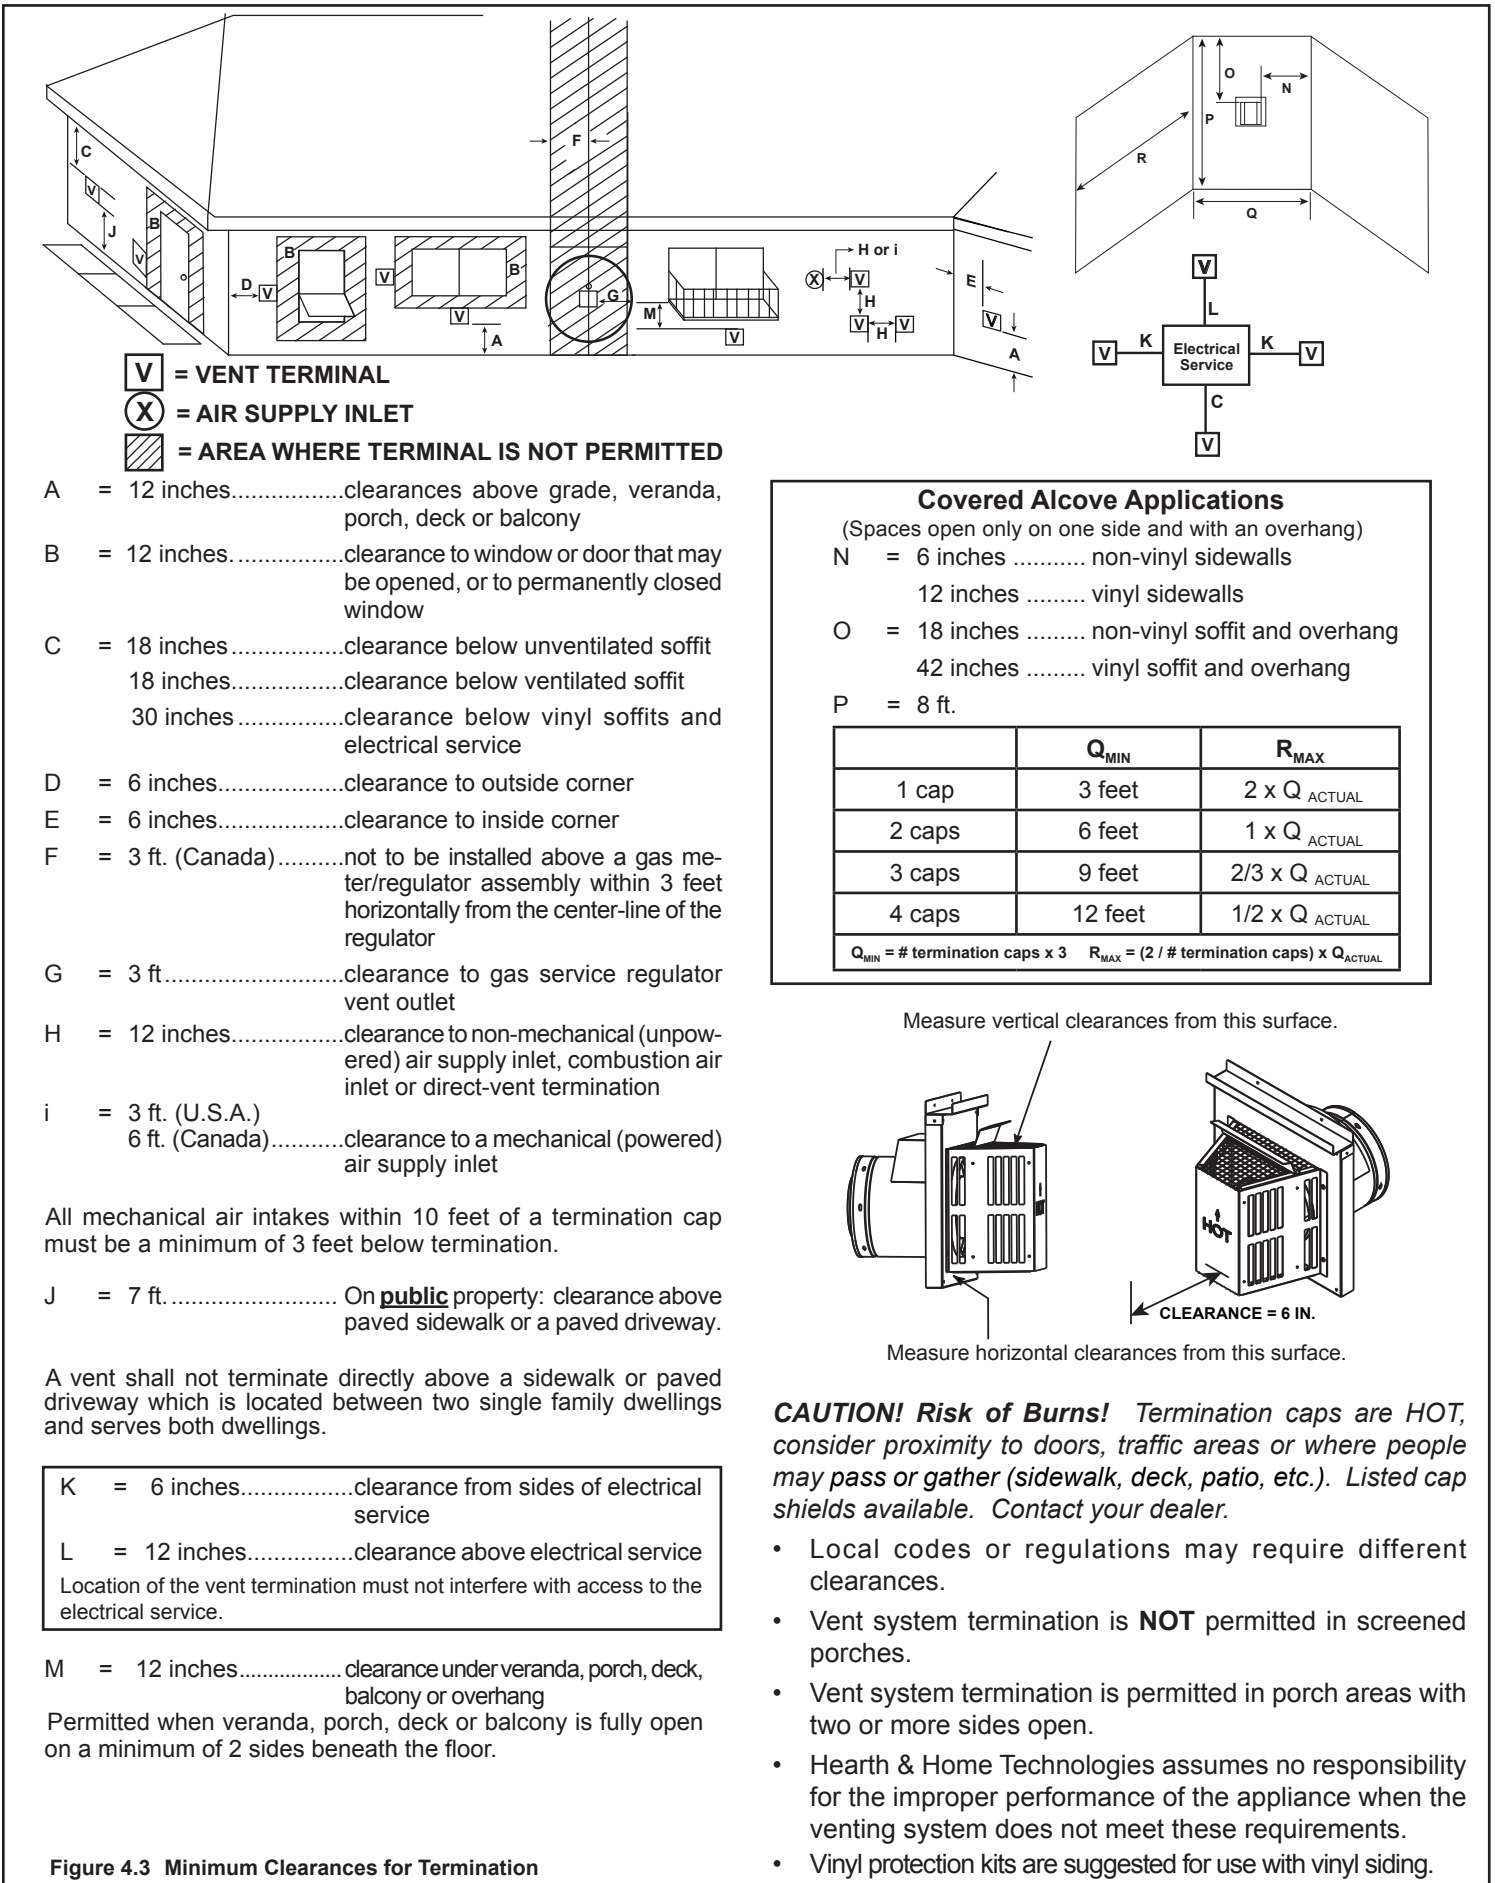 C
V
J
B
V
D
V
B
V
B
V
A
F
G
M
V
H or i
X
V
H
V
V
H
E
V
A
O
N
P
R
Q
V
L
V
K
Electrical
Service
K
V
C
V
V = VENT TERMINAL
X = AIR SUPPLY INLET
= AREA WHERE TERMINAL IS NOT PERMITTED
A = 12 inches.................clearances above grade, veranda,
porch, deck or balcony
B = 12 inches. ................clearance to window or door that may
be opened, or to permanently closed
window
C = 18 inches.................clearance below unventilated soffit
18 inches.................clearance below ventilated soffit
30 inches ................clearance below vinyl soffits and
electrical service
D = 6 inches...................clearance to outside corner
E = 6 inches...................clearance to inside corner
F = 3 ft. (Canada)..........not to be installed above a gas me-
ter/regulator assembly within 3 feet
horizontally from the center-line of the
regulator
G = 3 ft...........................clearance to gas service regulator
vent outlet
H = 12 inches.................clearance to non-mechanical (unpow-
ered) air supply inlet, combustion air
inlet or direct-vent termination
i = 3 ft. (U.S.A.)
6 ft. (Canada)...........clearance to a mechanical (powered)
air supply inlet
All mechanical air intakes within 10 feet of a termination cap
must be a minimum of 3 feet below termination.
J = 7 ft. ......................... On public property: clearance above
paved sidewalk or a paved driveway.
A vent shall not terminate directly above a sidewalk or paved
driveway which is located between two single family dwellings
and serves both dwellings.
K = 6 inches.................clearance from sides of electrical
service
L = 12 inches................clearance above electrical service
Location of the vent termination must not interfere with access to the
electrical service.
M = 12 inches.................. clearance under veranda, porch, deck,
balcony or overhang
Permitted when veranda, porch, deck or balcony is fully open
on a minimum of 2 sides beneath the floor.
Figure 4.3 Minimum Clearances for Termination
Covered Alcove Applications
(Spaces open only on one side and with an overhang)
N = 6 inches ........... non-vinyl sidewalls
12 inches ......... vinyl sidewalls
O = 18 inches ......... non-vinyl soffit and overhang
42 inches ......... vinyl soffit and overhang
P = 8 ft.
QMIN RMAX
1 cap 3 feet 2 x Q ACTUAL
2 caps 6 feet 1 x Q ACTUAL
3 caps 9 feet 2/3 x Q ACTUAL
4 caps 12 feet 1/2 x Q ACTUAL
QMIN = # termination caps x 3 RMAX = (2 / # termination caps) x QACTUAL
Measure vertical clearances from this surface.
HOT
HOT
CLEARANCE = 6 IN.
Measure horizontal clearances from this surface.
CAUTION! Risk of Burns! Termination caps are HOT,
consider proximity to doors, traffic areas or where people
may pass or gather (sidewalk, deck, patio, etc.). Listed cap
shields available. Contact your dealer.
• Local codes or regulations may require different
clearances.
• Vent system termination is NOT permitted in screened
porches.
• Vent system termination is permitted in porch areas with
two or more sides open.
• Hearth & Home Technologies assumes no responsibility
for the improper performance of the appliance when the
venting system does not meet these requirements.
• Vinyl protection kits are suggested for use with vinyl siding.